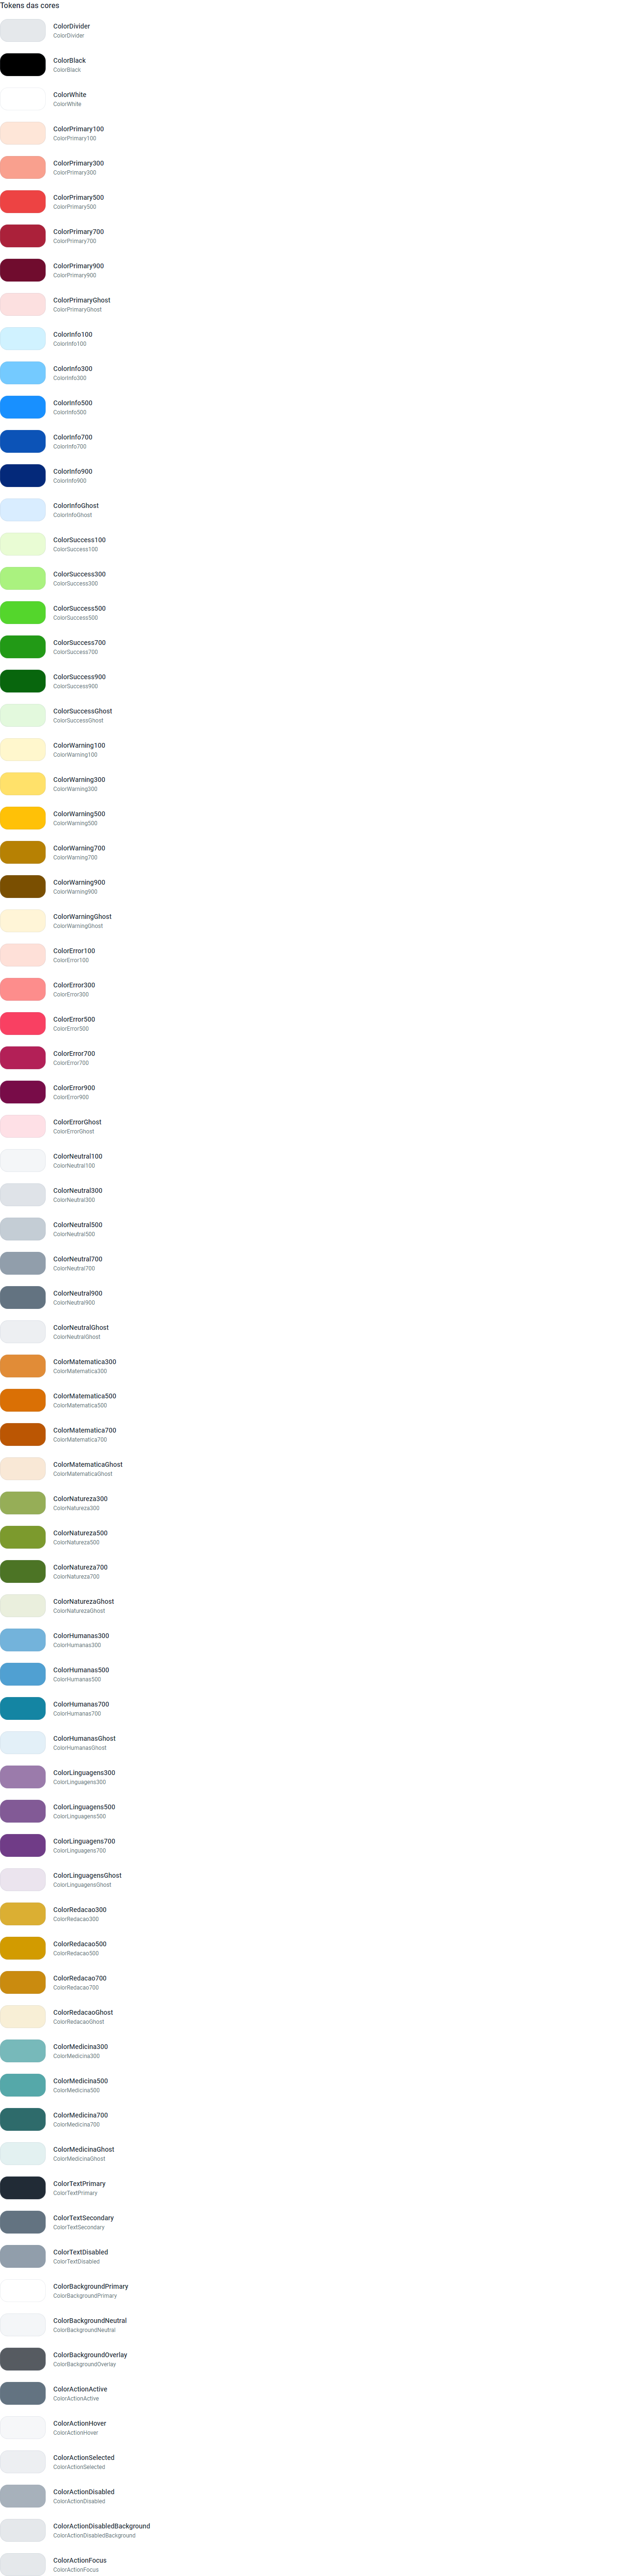 Tokens das cores
ColorDivider
ColorDivider
ColorBlack
ColorBlack
ColorWhite
ColorWhite
ColorPrimary100
ColorPrimary100
ColorPrimary300
ColorPrimary300
ColorPrimary500
ColorPrimary500
ColorPrimary700
ColorPrimary700
ColorPrimary900
ColorPrimary900
ColorPrimaryGhost
ColorPrimaryGhost
ColorInfo100
ColorInfo100
ColorInfo300
ColorInfo300
ColorInfo500
ColorInfo500
ColorInfo700
ColorInfo700
ColorInfo900
ColorInfo900
ColorInfoGhost
ColorInfoGhost
ColorSuccess100
ColorSuccess100
ColorSuccess300
ColorSuccess300
ColorSuccess500
ColorSuccess500
ColorSuccess700
ColorSuccess700
ColorSuccess900
ColorSuccess900
ColorSuccessGhost
ColorSuccessGhost
ColorWarning100
ColorWarning100
ColorWarning300
ColorWarning300
ColorWarning500
ColorWarning500
ColorWarning700
ColorWarning700
ColorWarning900
ColorWarning900
ColorWarningGhost
ColorWarningGhost
ColorError100
ColorError100
ColorError300
ColorError300
ColorError500
ColorError500
ColorError700
ColorError700
ColorError900
ColorError900
ColorErrorGhost
ColorErrorGhost
ColorNeutral100
ColorNeutral100
ColorNeutral300
ColorNeutral300
ColorNeutral500
ColorNeutral500
ColorNeutral700
ColorNeutral700
ColorNeutral900
ColorNeutral900
ColorNeutralGhost
ColorNeutralGhost
ColorMatematica300
ColorMatematica300
ColorMatematica500
ColorMatematica500
ColorMatematica700
ColorMatematica700
ColorMatematicaGhost
ColorMatematicaGhost
ColorNatureza300
ColorNatureza300
ColorNatureza500
ColorNatureza500
ColorNatureza700
ColorNatureza700
ColorNaturezaGhost
ColorNaturezaGhost
ColorHumanas300
ColorHumanas300
ColorHumanas500
ColorHumanas500
ColorHumanas700
ColorHumanas700
ColorHumanasGhost
ColorHumanasGhost
ColorLinguagens300
ColorLinguagens300
ColorLinguagens500
ColorLinguagens500
ColorLinguagens700
ColorLinguagens700
ColorLinguagensGhost
ColorLinguagensGhost
ColorRedacao300
ColorRedacao300
ColorRedacao500
ColorRedacao500
ColorRedacao700
ColorRedacao700
ColorRedacaoGhost
ColorRedacaoGhost
ColorMedicina300
ColorMedicina300
ColorMedicina500
ColorMedicina500
ColorMedicina700
ColorMedicina700
ColorMedicinaGhost
ColorMedicinaGhost
ColorTextPrimary
ColorTextPrimary
ColorTextSecondary
ColorTextSecondary
ColorTextDisabled
ColorTextDisabled
ColorBackgroundPrimary
ColorBackgroundPrimary
ColorBackgroundNeutral
ColorBackgroundNeutral
ColorBackgroundOverlay
ColorBackgroundOverlay
ColorActionActive
ColorActionActive
ColorActionHover
ColorActionHover
ColorActionSelected
ColorActionSelected
ColorActionDisabled
ColorActionDisabled
ColorActionDisabledBackground
ColorActionDisabledBackground
ColorActionFocus
ColorActionFocus